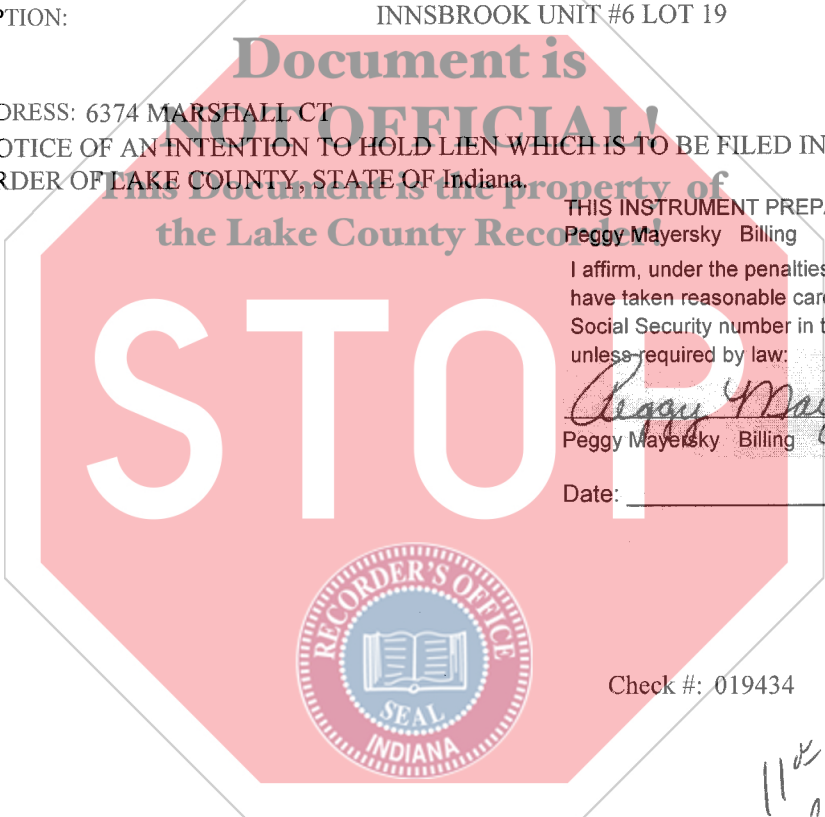 PTION: INNSBROOK UNIT #6 LOT 19
Document is
DRESS: 6374 MARSHALL CT
NOT OFFICIAL!
OTICE OF AN INTENTION TO HOLD LIEN WHICH IS TO BE FILED IN
RDER OF LAKE COUNTY, STATE OF Indiana.
This Document is the property of
the Lake County Recorder!
THIS INSTRUMENT PREPA
Peggy Mayersky Billing
I affirm, under the penalties
have taken reasonable car
Social Security number in t
unless required by law:
Peggy May
Peggy Mayersky Billing
Date:
STOP
RECORDER'S OFFICE
SEAL
INDIANA
Check #: 019434